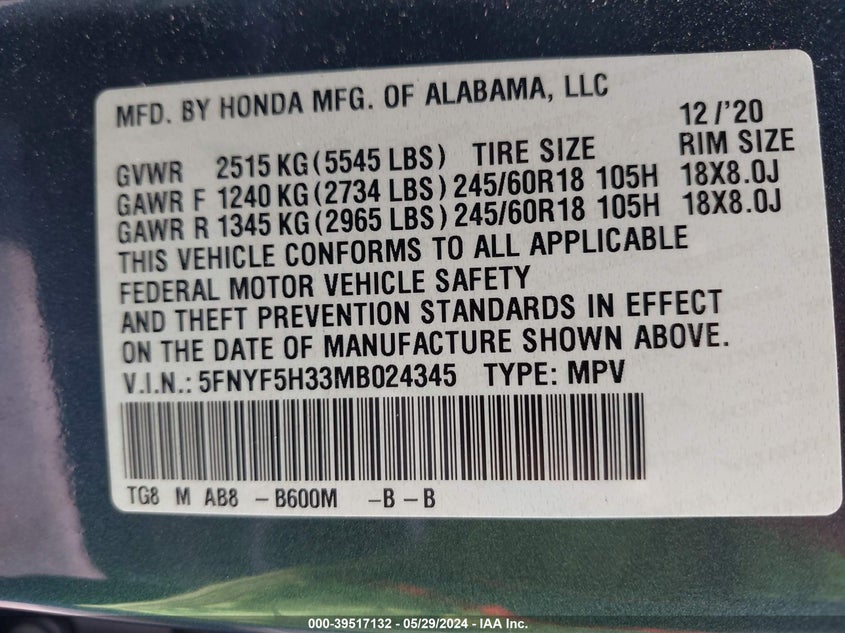 MFD. BY HONDA MFG. OF ALABAMA, LLC
12/'20
GVWR 2515 KG (5545 LBS) TIRE SIZE RIM SIZE
GAWR F 1240 KG (2734 LBS) 245/60R18 105H 18X8.0J
GAWR R 1345 KG (2965 LBS) 245/60R18 105H 18X8.0J
THIS VEHICLE CONFORMS TO ALL APPLICABLE
FEDERAL MOTOR VEHICLE SAFETY
AND THEFT PREVENTION STANDARDS IN EFFECT
ON THE DATE OF MANUFACTURE SHOWN ABOVE.
V.I.N.: 5FNYF5H33MB024345 TYPE: MPV
TG8 M AB8 -B600M -B -B
000-39517132 - 05/29/2024 - IAA Inc.